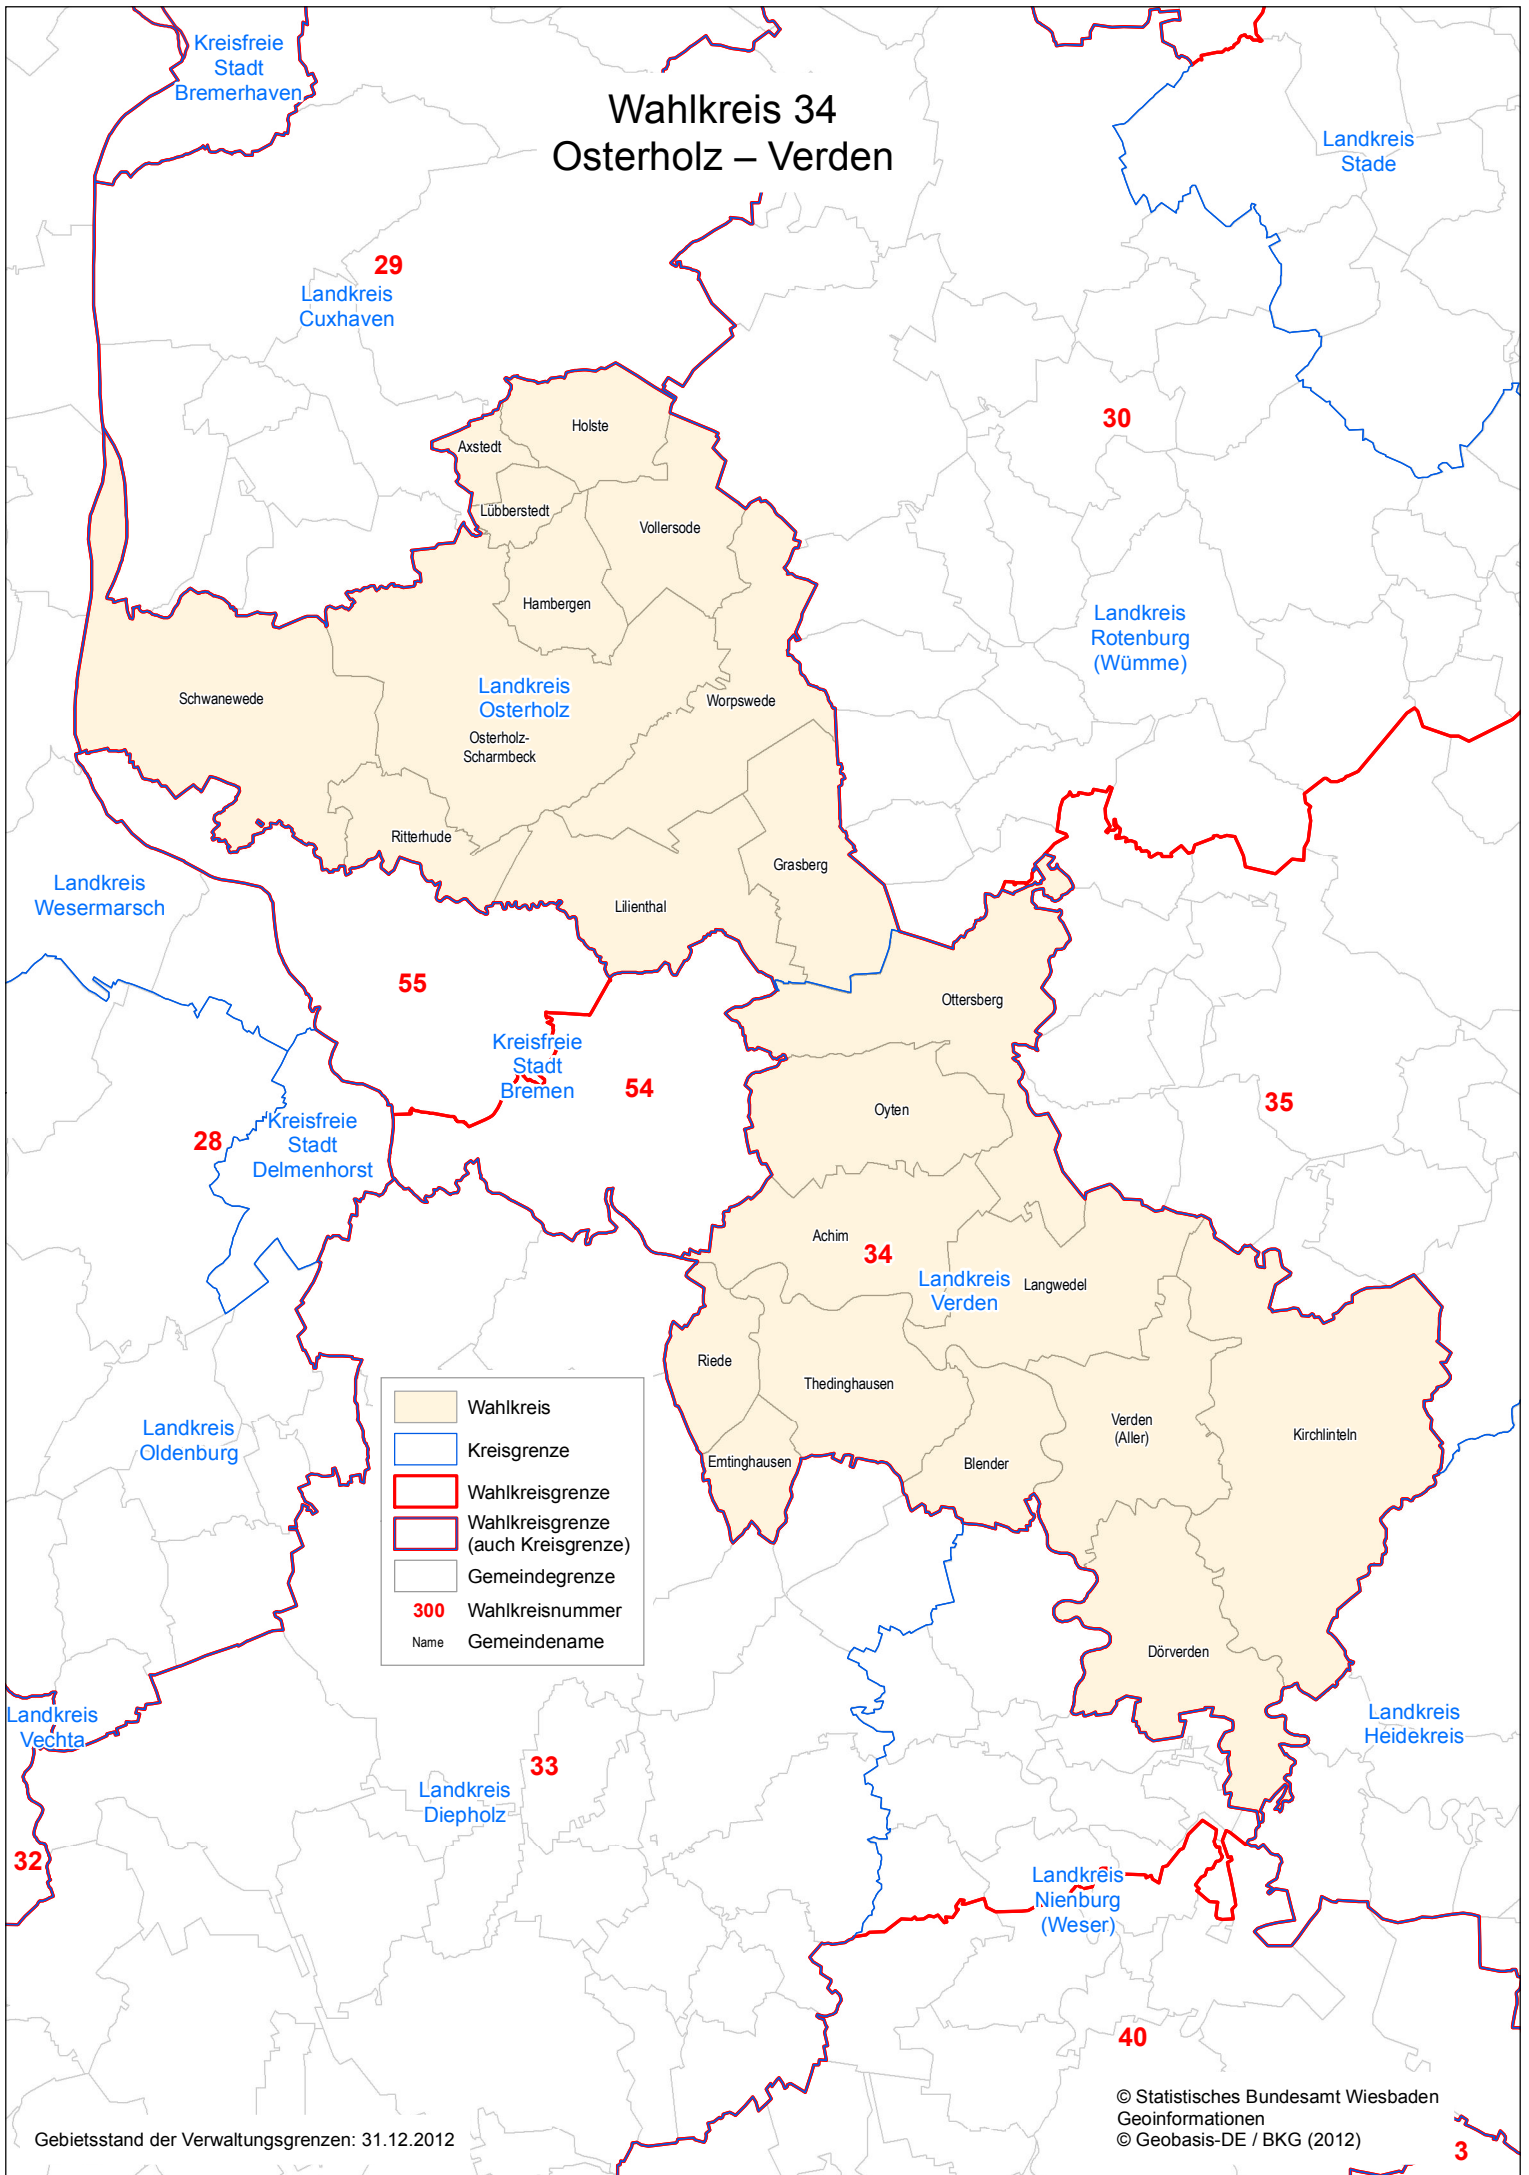 Wahlkreis 34
Osterholz – Verden
Kreisfreie
Stadt
Bremerhaven
Landkreis
Stade
29
Landkreis
Cuxhaven
30
Holste
Axstedt
Lübberstedt
Vollersode
Hambergen
Landkreis
Rotenburg
(Wümme)
Schwanewede
Landkreis
Osterholz
Worpswede
Osterholz-
Scharmbeck
Ritterhude
Grasberg
Landkreis
Wesermarsch
Lilienthal
55
Ottersberg
Kreisfreie
Stadt
Bremen
54
Oyten
35
28
Kreisfreie
Stadt
Delmenhorst
Achim
34
Landkreis
Verden
Langwedel
Riede
Thedinghausen
Verden
(Aller)
Kirchlinteln
Emtinghausen
Blender
Landkreis
Oldenburg
Wahlkreis
Kreisgrenze
Wahlkreisgrenze
Wahlkreisgrenze
(auch Kreisgrenze)
Gemeindegrenze
300 Wahlkreisnummer
Name Gemeindename
Dörverden
Landkreis
Vechta
Landkreis
Heidekreis
33
Landkreis
Diepholz
32
Landkreis
Nienburg
(Weser)
40
© Statistisches Bundesamt Wiesbaden
Geoinformationen
© Geobasis-DE / BKG (2012)
Gebietsstand der Verwaltungsgrenzen: 31.12.2012
3